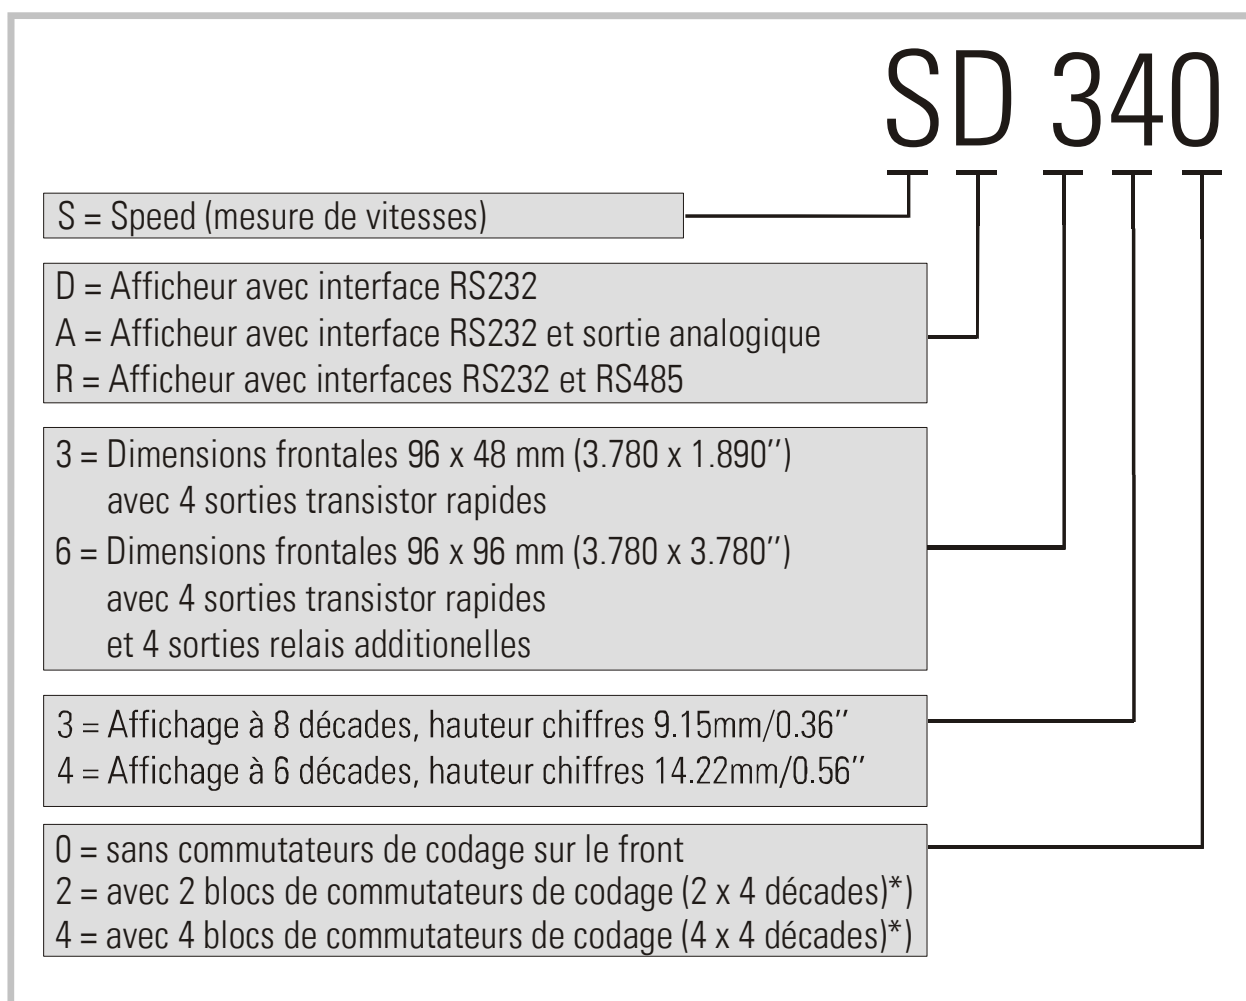 SD 340
S = Speed (mesure de vitesses)
D = Afficheur avec interface RS232
A = Afficheur avec interface RS232 et sortie analogique
R = Afficheur avec interfaces RS232 et RS485
3 = Dimensions frontales 96 x 48 mm (3.780 x 1.890’’)
avec 4 sorties transistor rapides
6 = Dimensions frontales 96 x 96 mm (3.780 x 3.780’’)
avec 4 sorties transistor rapides
et 4 sorties relais additionelles
3 = Affichage à 8 décades, hauteur chiffres 9.15mm/0.36’’
4 = Affichage à 6 décades, hauteur chiffres 14.22mm/0.56’’
0 = sans commutateurs de codage sur le front
2 = avec 2 blocs de commutateurs de codage (2 x 4 décades)*)
4 = avec 4 blocs de commutateurs de codage (4 x 4 décades)*)